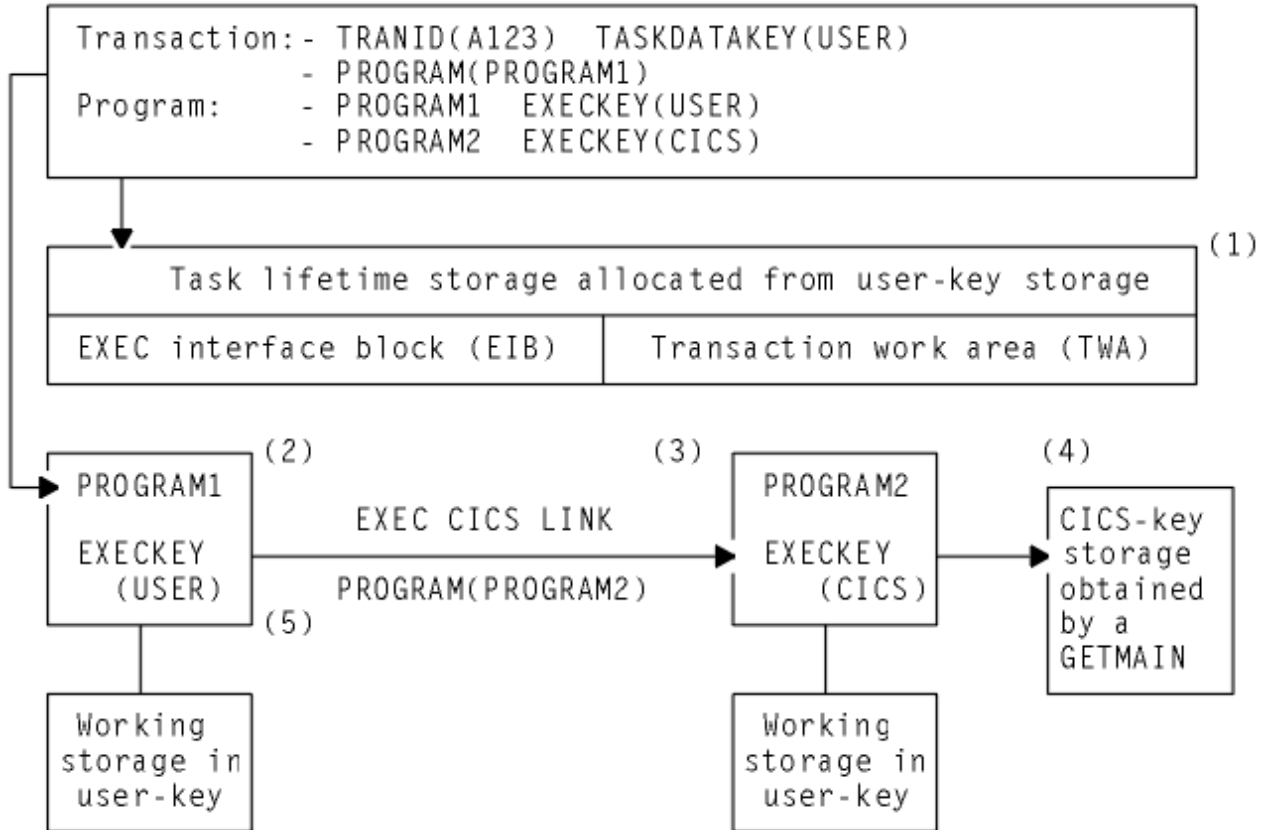 Transaction:- TRANID(A123) TASKDATAKEY(USER)
- PROGRAM(PROGRAM1)
Program: - PROGRAM1 EXECKEY(USER)
- PROGRAM2 EXECKEY(CICS)
(1)
Task lifetime storage allocated from user-key storage
EXEC interface block (EIB)
Transaction work area (TWA)
(2)
PROGRAM1
EXECKEY
(USER)
(5)
EXEC CICS LINK
PROGRAM(PROGRAM2)
(3)
PROGRAM2
EXECKEY
(CICS)
(4)
CICS-key
storage
obtained
by a
GETMAIN
Working
storage in
user-key
Working
storage in
user-key